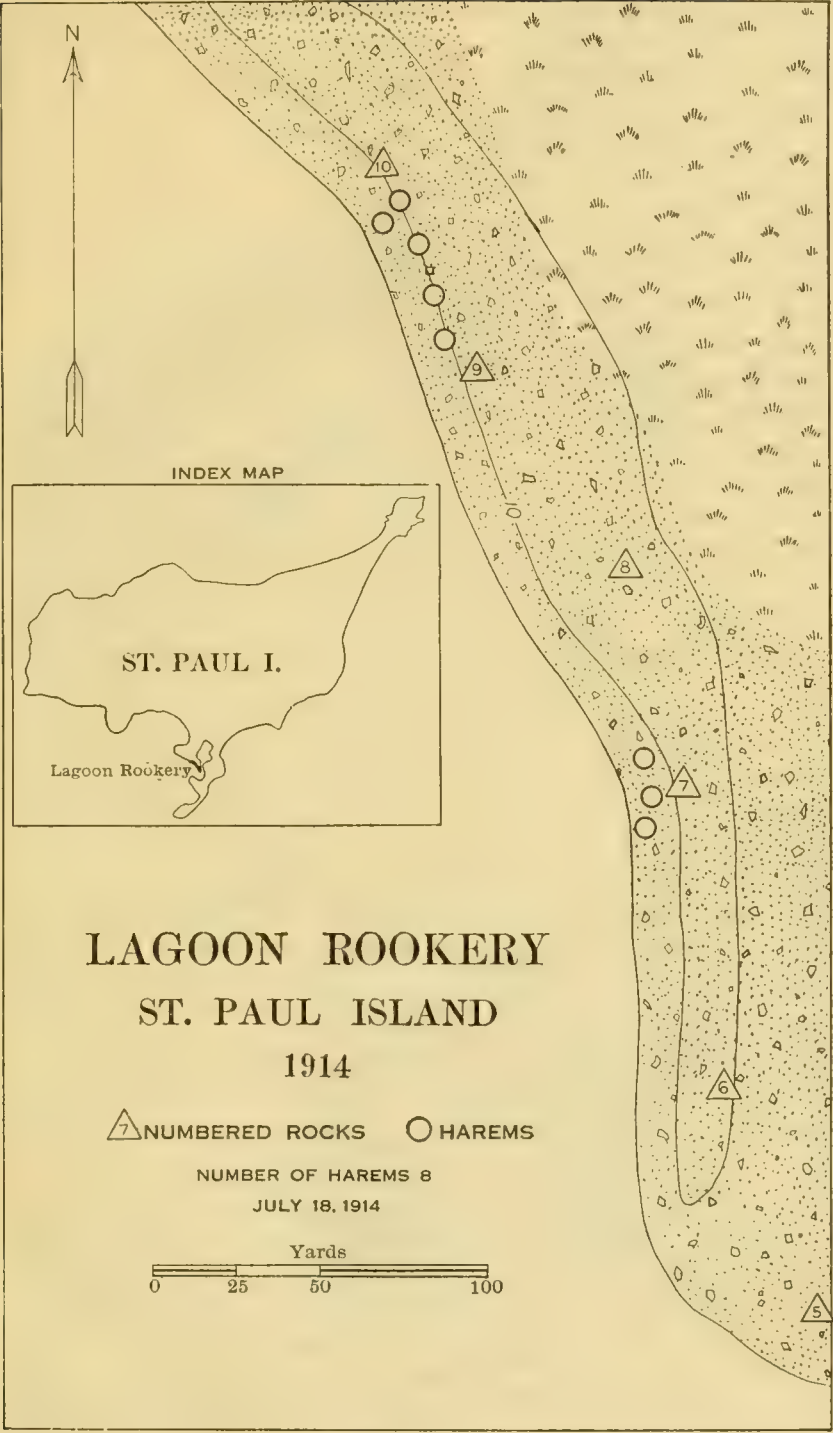 N
10
9
10
8
INDEX MAP
ST. PAUL I.
Lagoon Rookery
7
LAGOON ROOKERY
ST. PAUL ISLAND
1914
6
7 NUMBERED ROCKS HAREMS
NUMBER OF HAREMS 8
JULY 18, 1914
Yards
0 25 50 100
5